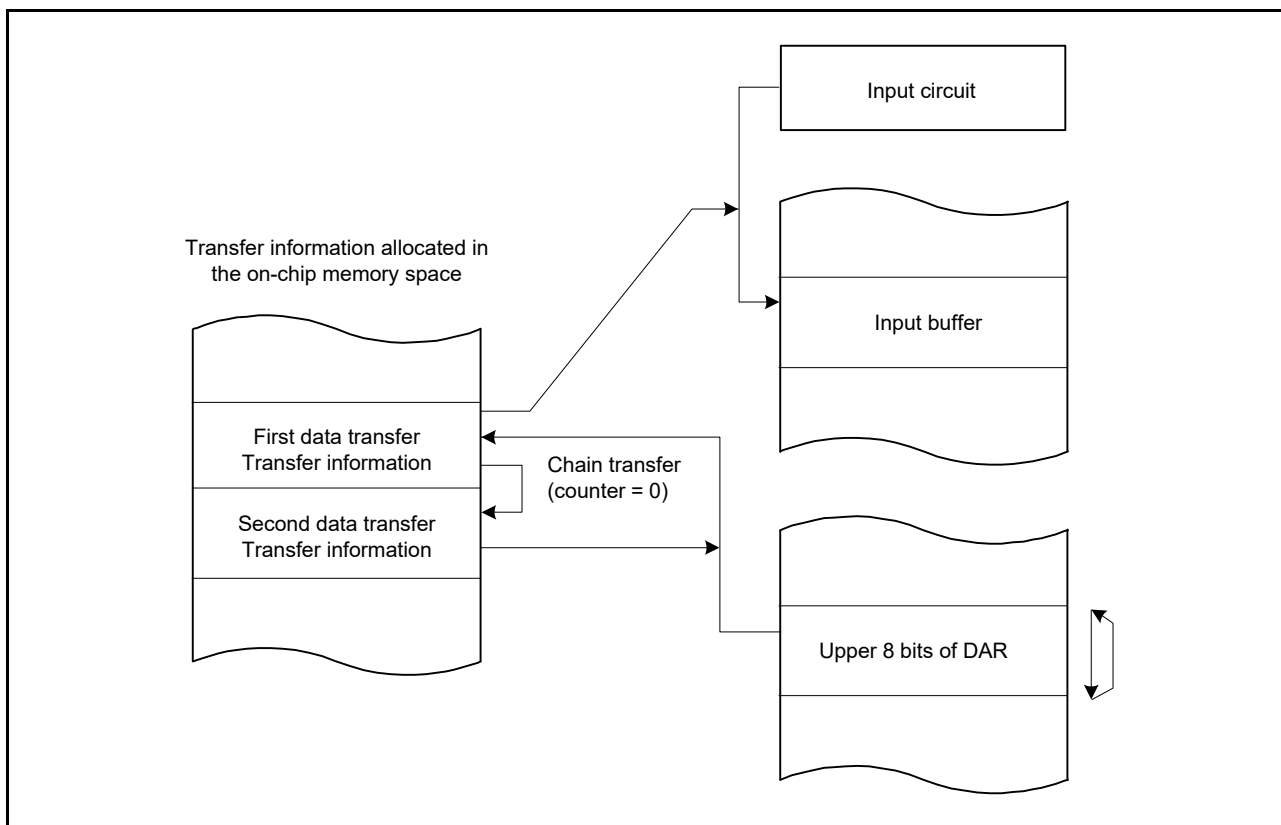 Input circuit
Transfer information allocated in
the on-chip memory space
Input buffer
First data transfer
Transfer information
Chain transfer
(counter = 0)
Second data transfer
Transfer information
Upper 8 bits of DAR